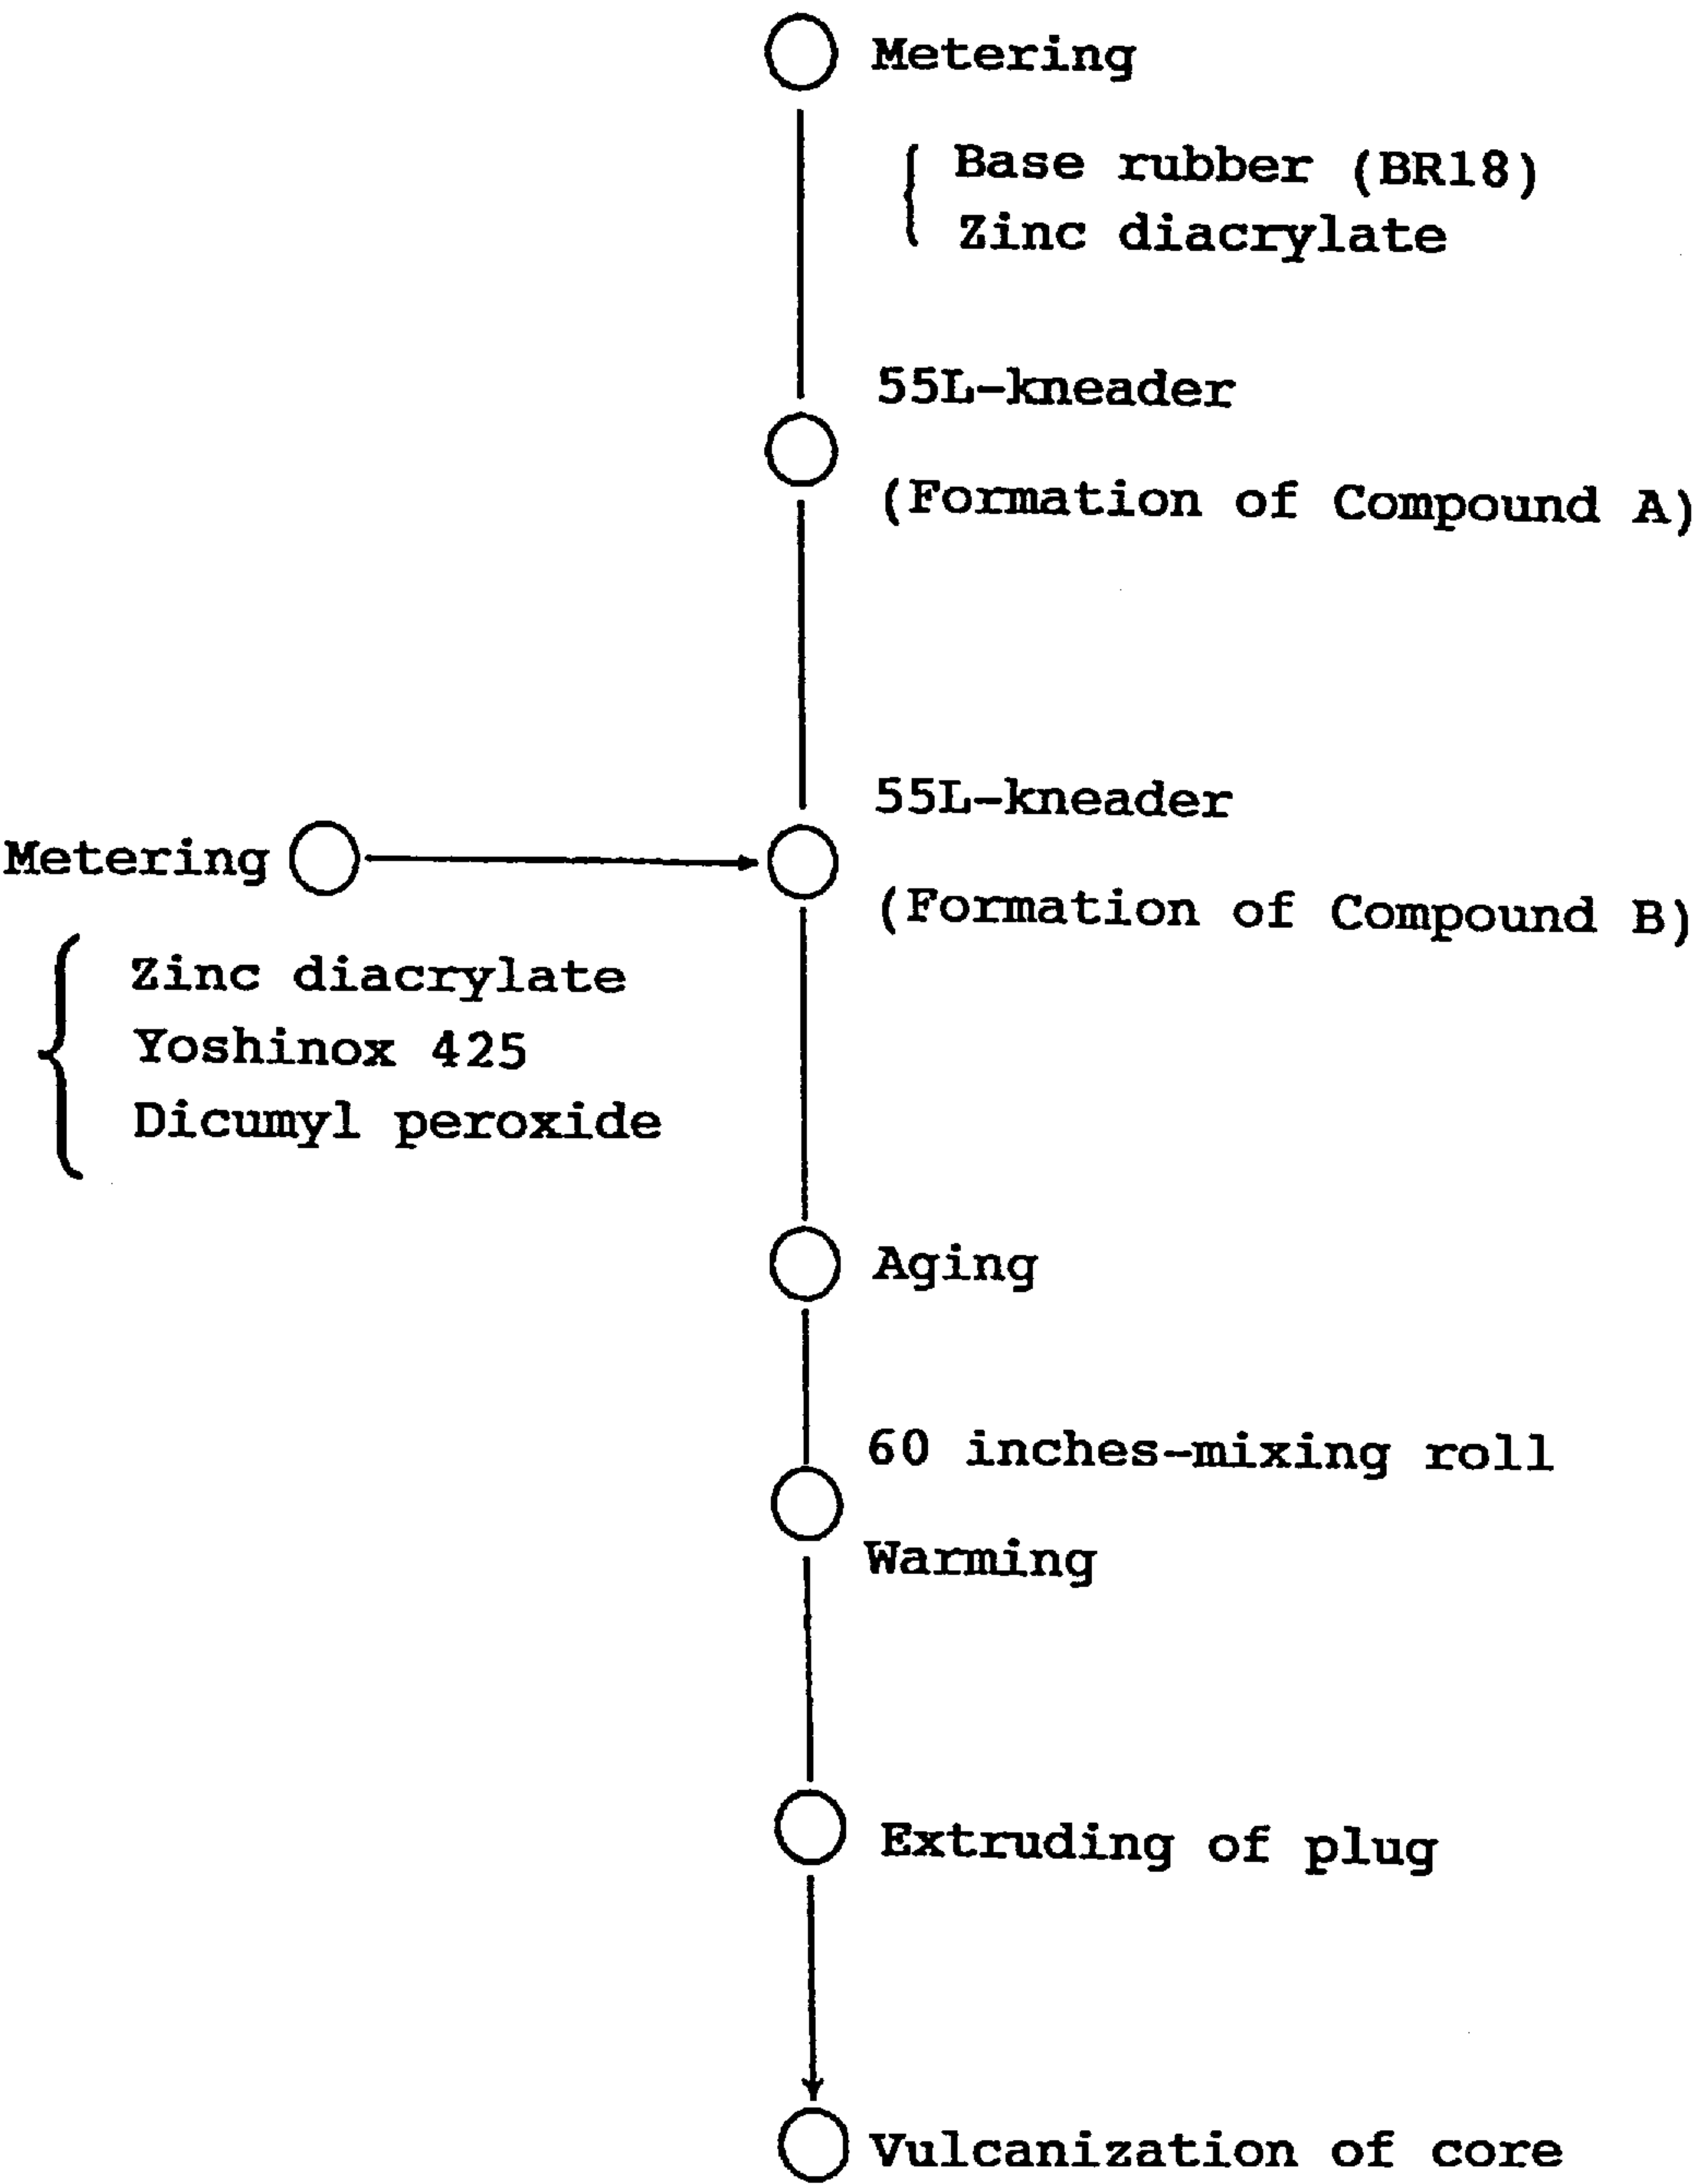 Metering
Base rubber (BR18)
Zinc diacrylate
55L-kneader
(Formation of Compound A)
55L-kneader
(Formation of Compound B)
Metering
Zinc diacrylate
Yoshinox 425
Dicumyl peroxide
Aging
60 inches-mixing roll
Warming
Extruding of plug
Vulcanization of core